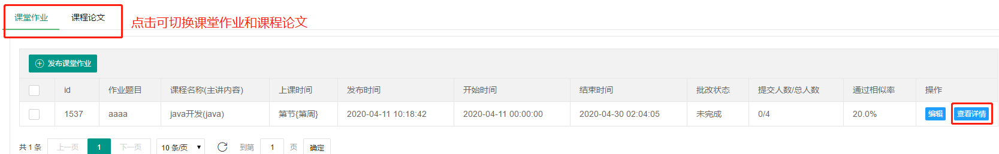 课堂作业 课程论文 点击可切换课堂作业和课程论文
发布课堂作业
id 作业题目 课程名称(主讲内容) 上课时间 发布时间 开始时间 结束时间 批改状态 提交人数/总人数 通过相似率 操作
1537 aaaa java开发(java) 第节{第周} 2020-04-11 10:18:42 2020-04-11 00:00:00 2020-04-30 02:04:05 未完成 0/4 20.0% 编辑 查看详情
共 1 条 上一页 1 下一页 10 条/页 到第 1 页 确定